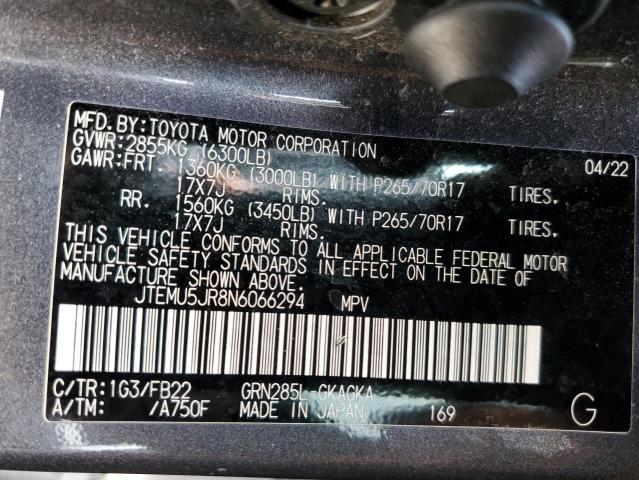 MFD. BY: TOYOTA MOTOR CORPORATION 04/22
GVWR: 2855KG (6300LB)
GAWR: FRT. 1360KG (3000LB) WITH P265/70R17 TIRES.
17X7J RIMS.
RR. 1560KG (3450LB) WITH P265/70R17 TIRES.
17X7J RIMS.
THIS VEHICLE CONFORMS TO ALL APPLICABLE FEDERAL MOTOR
VEHICLE SAFETY STANDARDS IN EFFECT ON THE DATE OF
MANUFACTURE SHOWN ABOVE.
JTEMU5JR8N6066294 MPV
C/TR: 1G3/FB22 GRN285L-GKAGKA
A/TM: /A750F MADE IN JAPAN 169 G